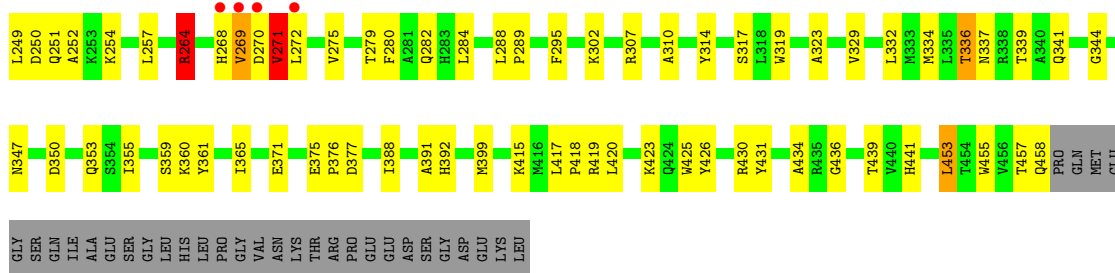 L249 D250 Q251 A252 K253 K254 L257 R264 H268 V269 D270 V271 L272 V275 T279 F280 A281 Q282 H283 L284 L288 P289 F295 K302 R307 A310 Y314 S317 L318 W319 A323 V329 L332 M333 M334 L335 T336 N337 R338 T339 A340 Q341 G344
N347 D350 Q353 S354 I355 S359 K360 Y361 I365 E371 E375 P376 D377 I388 A391 H392 M399 K415 M416 L417 P418 R419 L420 K423 Q424 W425 Y426 R430 Y431 A434 R435 G436 T439 V440 H441 L453 T454 W455 V456 T457 Q458 PRO GLN MET GLU
GLY SER GLN ILE ALA GLU SER GLY LEU HIS LEU PRO GLY VAL ASN LYS THR ARG PRO GLU GLU ASP SER GLY ASP GLU LYS LEU